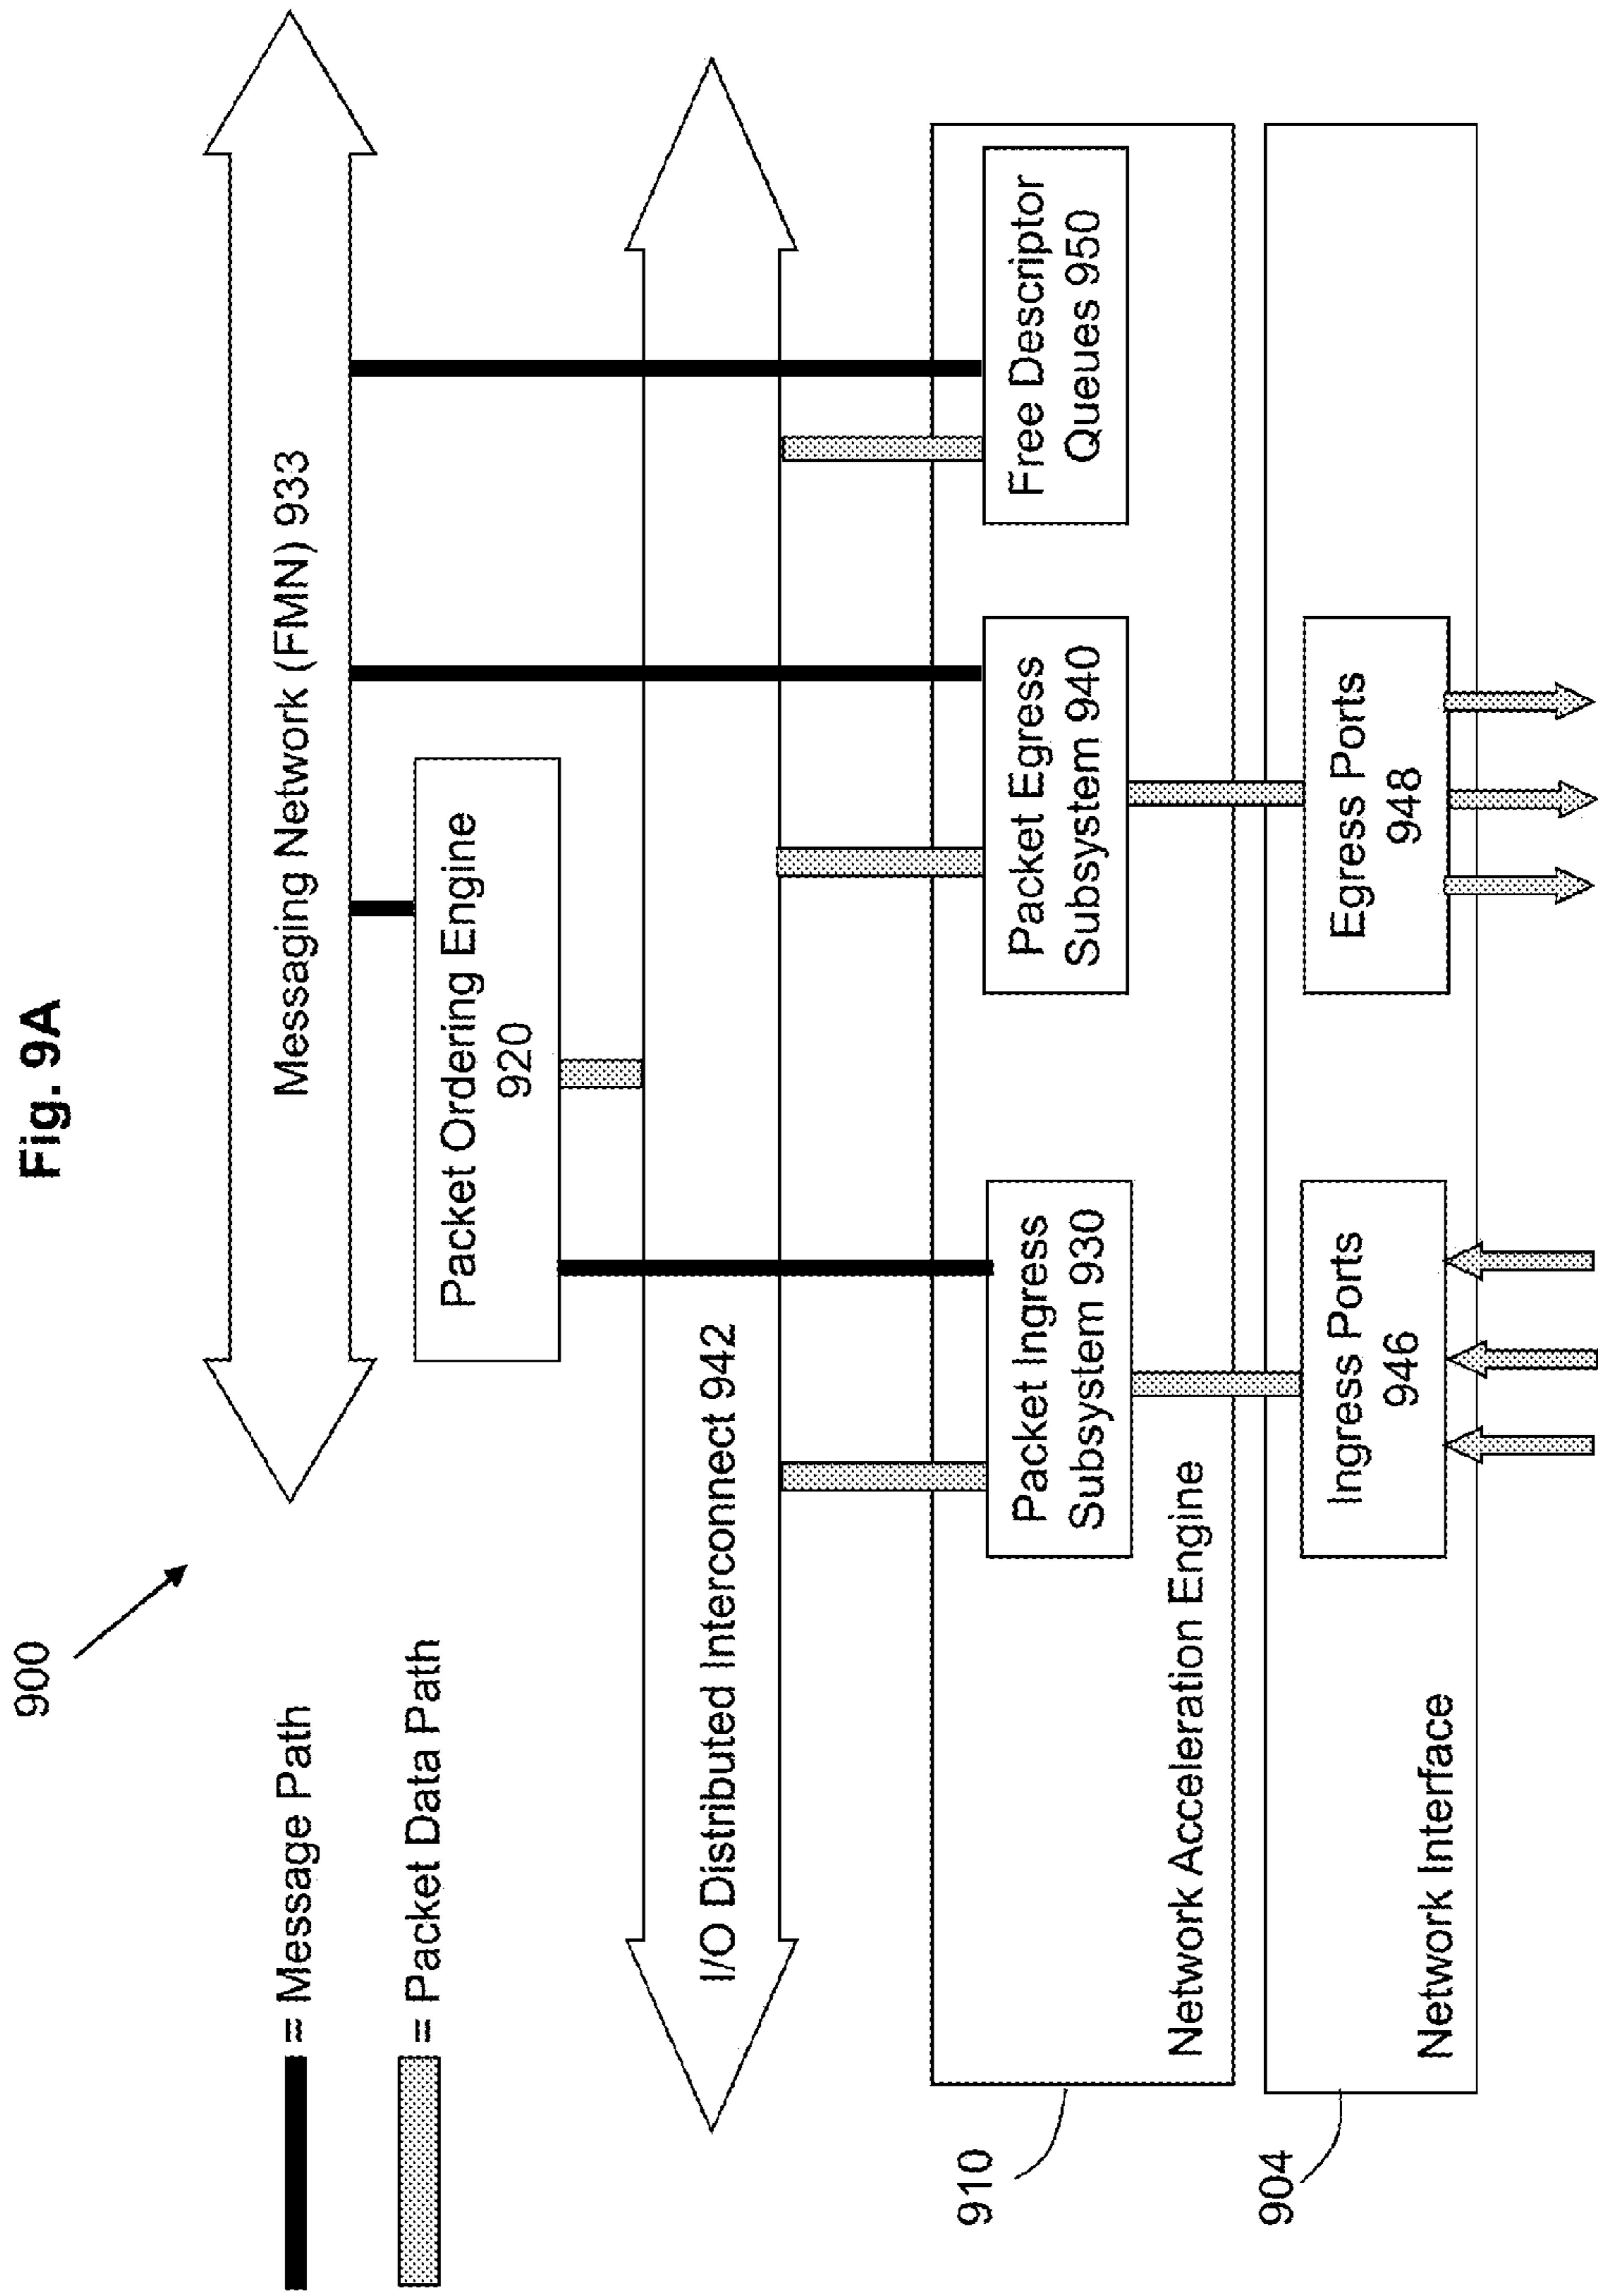 Fig. 9A
900
= Message Path
= Packet Data Path
Messaging Network (FMN) 933
Packet Ordering Engine
920
I/O Distributed Interconnect 942
910
Packet Ingress
Subsystem 930
Packet Egress
Subsystem 940
Free Descriptor
Queues 950
Network Acceleration Engine
904
Ingress Ports
946
Egress Ports
948
Network Interface